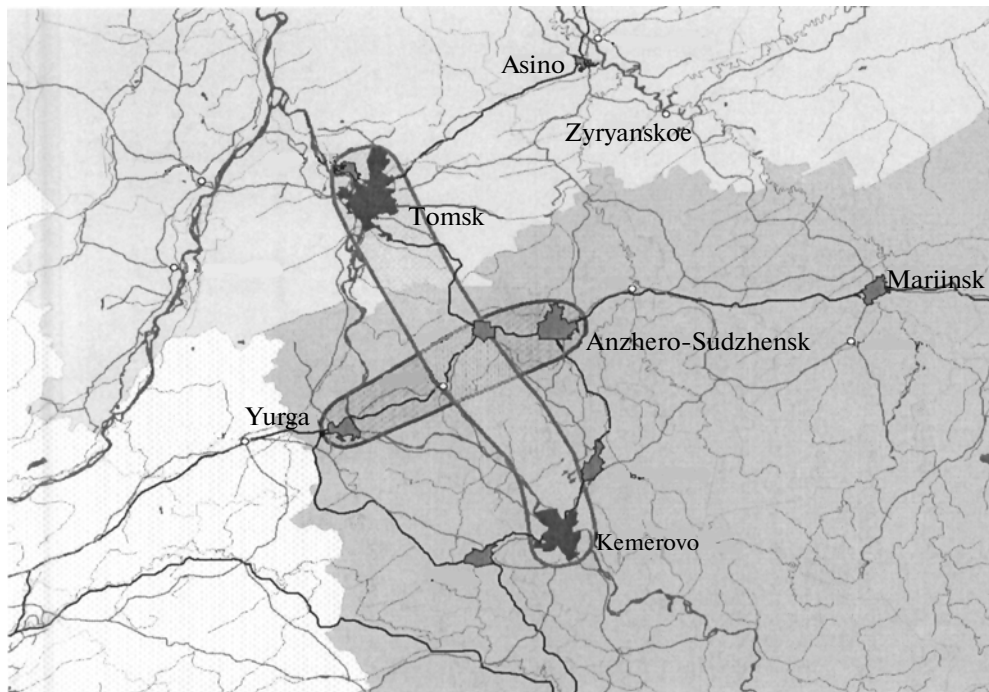 Asino
Zyryanskoe
Tomsk
Mariinsk
Anzhero-Sudzhensk
Yurga
Kemerovo